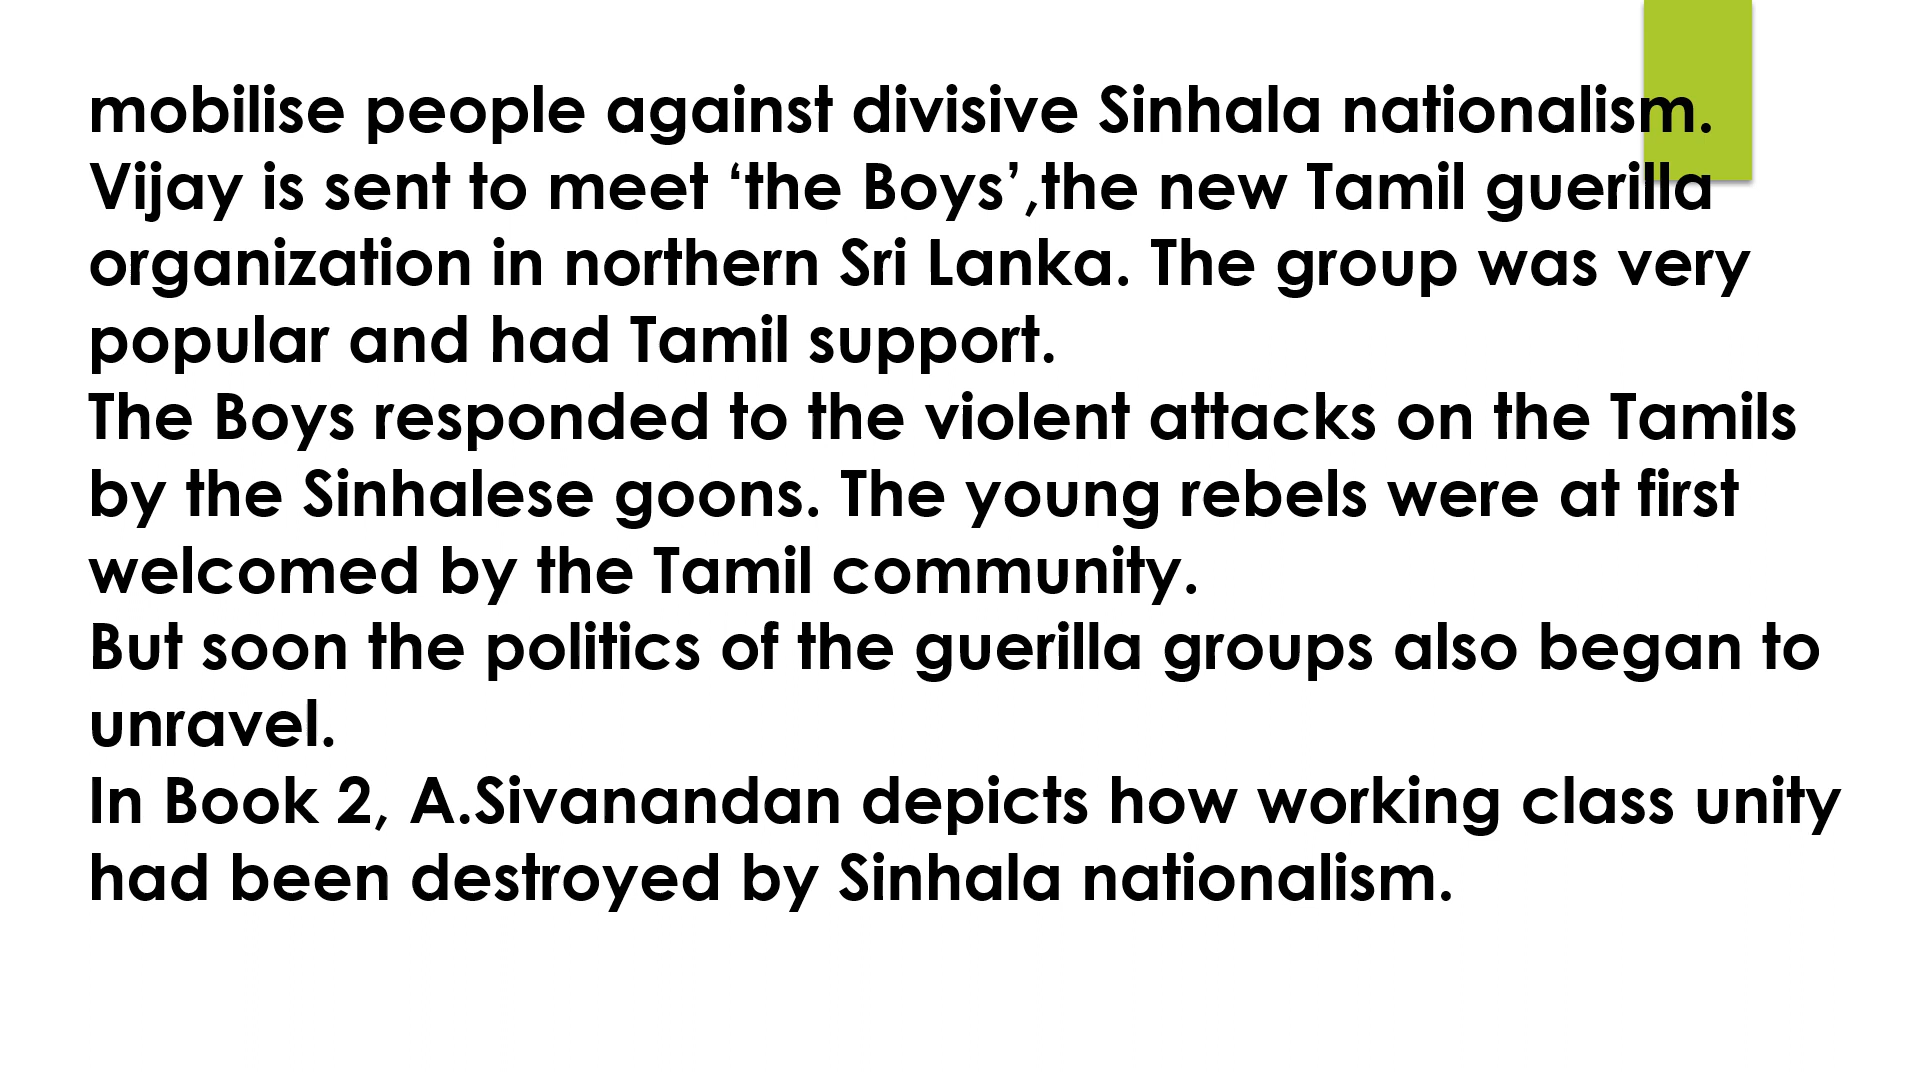 mobilise people against divisive Sinhala nationalism.
Vijay is sent to meet ‘the Boys’,the new Tamil guerilla
organization in northern Sri Lanka. The group was very
popular and had Tamil support.
The Boys responded to the violent attacks on the Tamils
by the Sinhalese goons. The young rebels were at first
welcomed by the Tamil community.
But soon the politics of the guerilla groups also began to
unravel.
In Book 2, A.Sivanandan depicts how working class unity
had been destroyed by Sinhala nationalism.